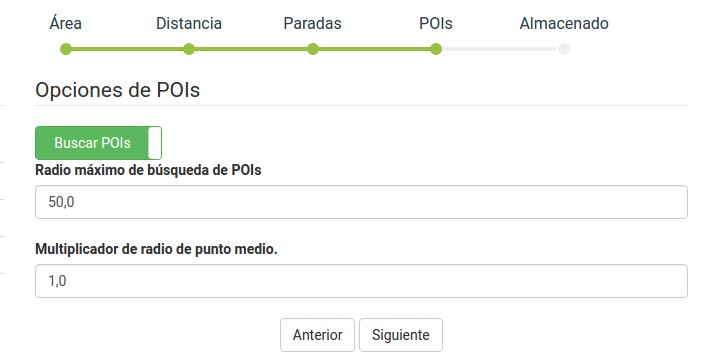 Área Distancia Paradas POIs Almacenado
Opciones de POIs
Buscar POIs
Radio máximo de búsqueda de POIs
50,0
Multiplicador de radio de punto medio.
1,0
Anterior Siguiente